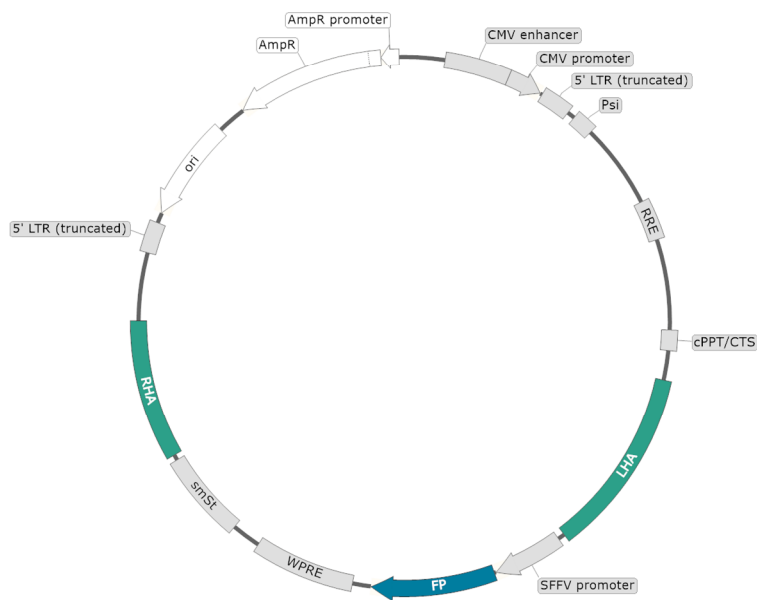 AmpR promoter
CMV enhancer
AmpR
CMV promoter
5' LTR (truncated)
Psi
ori
RRE
5' LTR (truncated)
cPPT/CTS
RHA
LHA
smSt
WPRE
FP
SFFV promoter